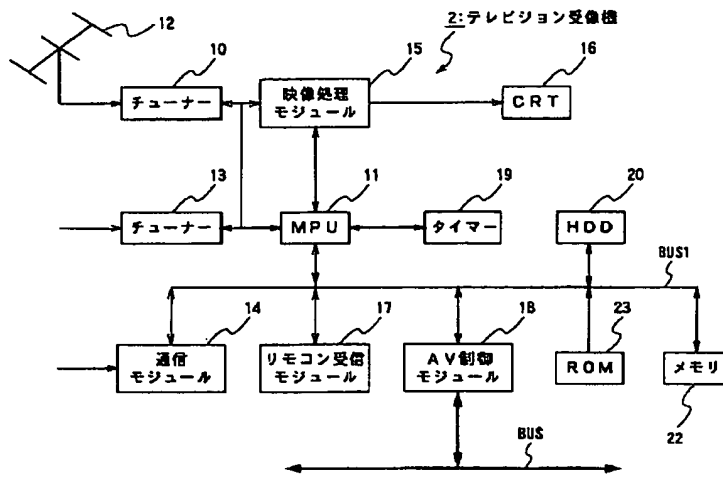 2:テレビジョン受像機
12
10
15
16
チューナー
映像処理
モジュール
CRT
13
11
19
20
チューナー
MPU
タイマー
HDD
BUS1
14
17
18
23
通信
モジュール
リモコン受信
モジュール
AV制御
モジュール
ROM
メモリ
22
BUS